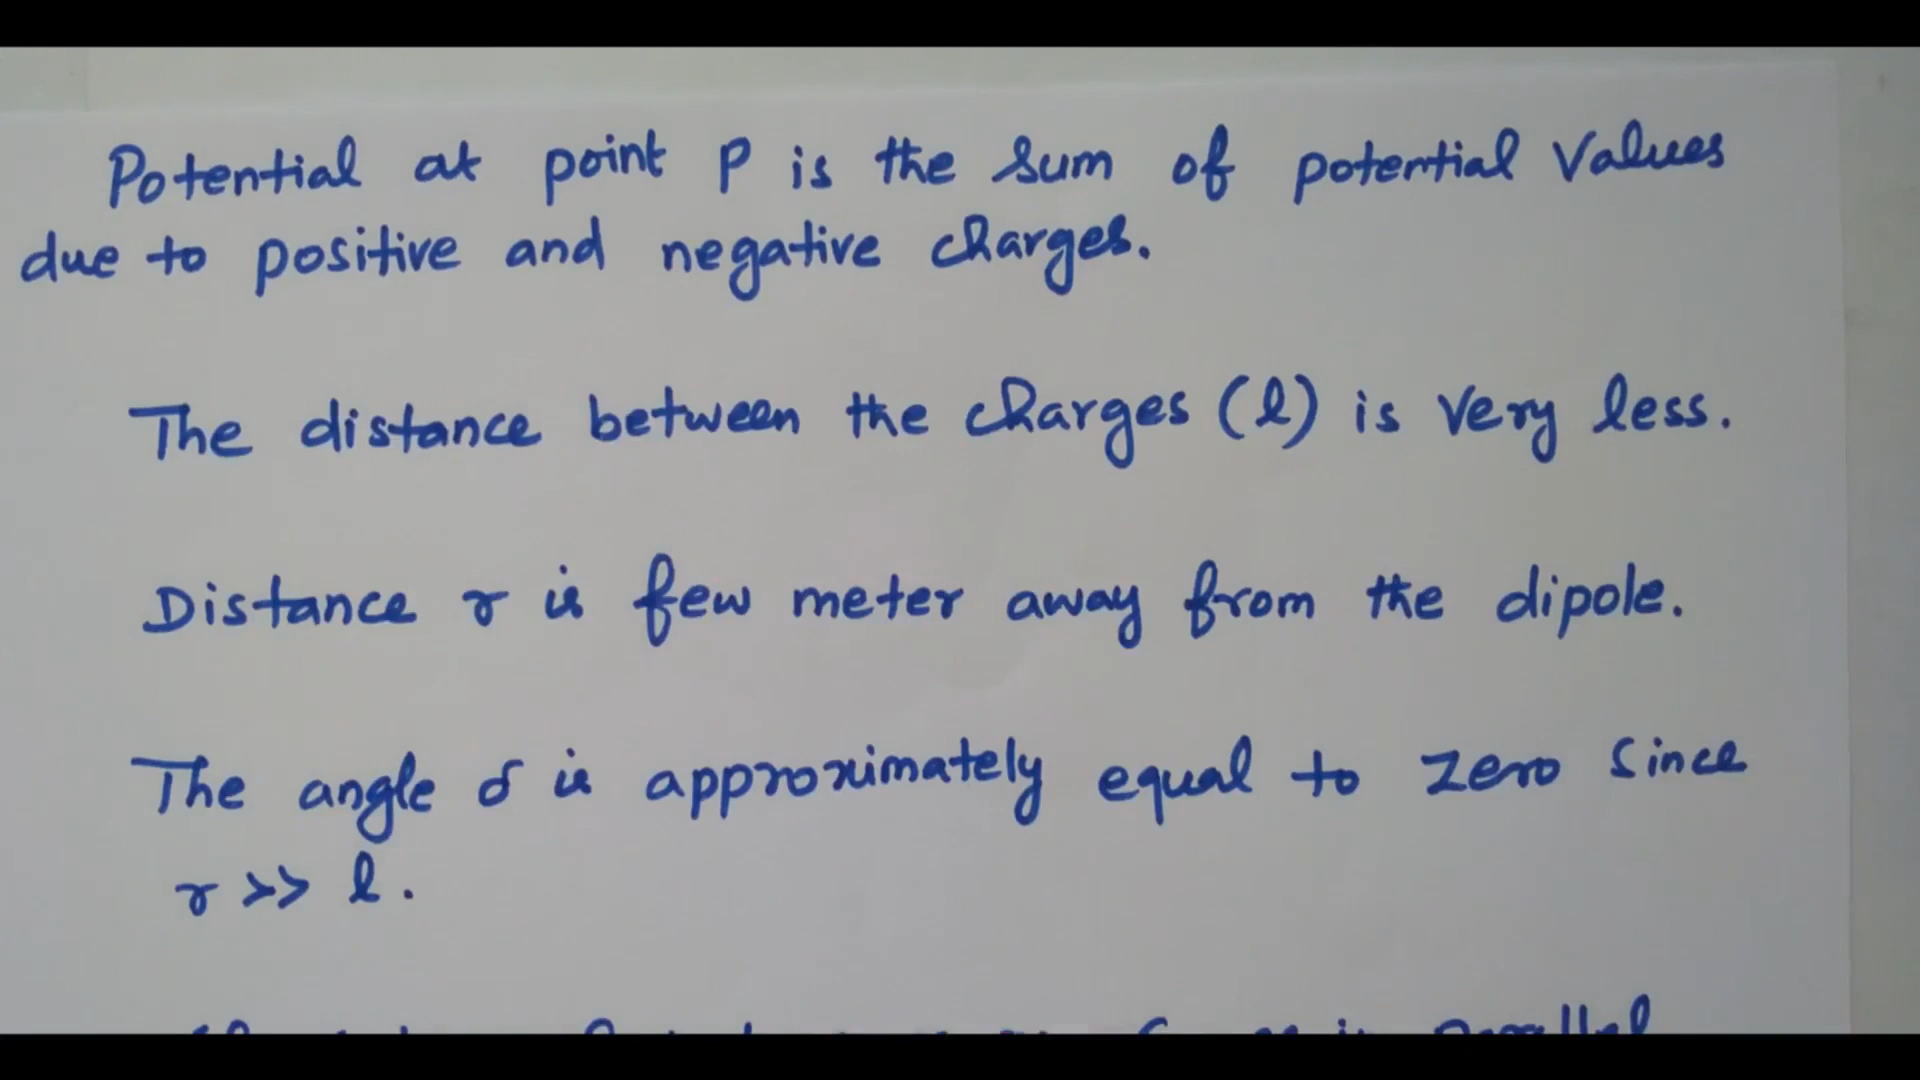 Potential at point P is the sum of potential values
due to positive and negative charges.
The distance between the charges (l) is very less.
Distance r is few meter away from the dipole.
The angle δ is approximately equal to zero since
r >> l.
parallel